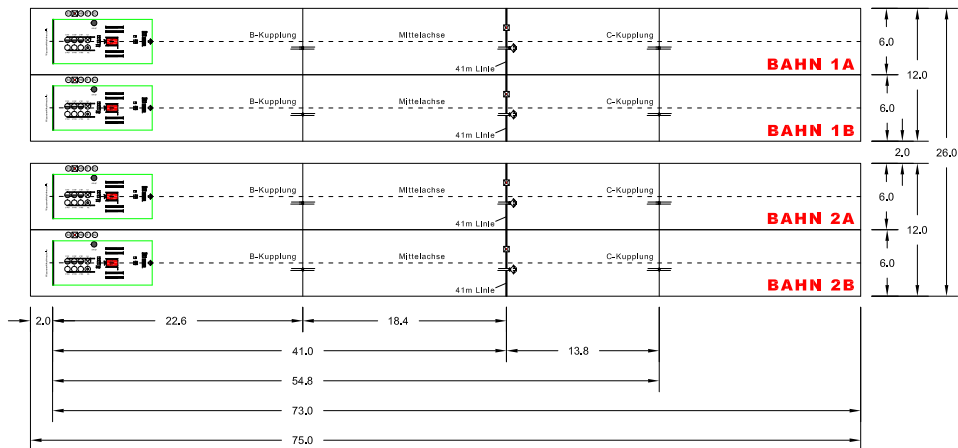 B-Kupplung Mittelachse C-Kupplung
41m Linie
BAHN 1A
6.0
12.0
B-Kupplung Mittelachse C-Kupplung
41m Linie
BAHN 1B
6.0
2.0 26.0
B-Kupplung Mittelachse C-Kupplung
41m Linie
BAHN 2A
6.0
12.0
B-Kupplung Mittelachse C-Kupplung
41m Linie
BAHN 2B
6.0
2.0 22.6 18.4
41.0 13.8
54.8
73.0
75.0